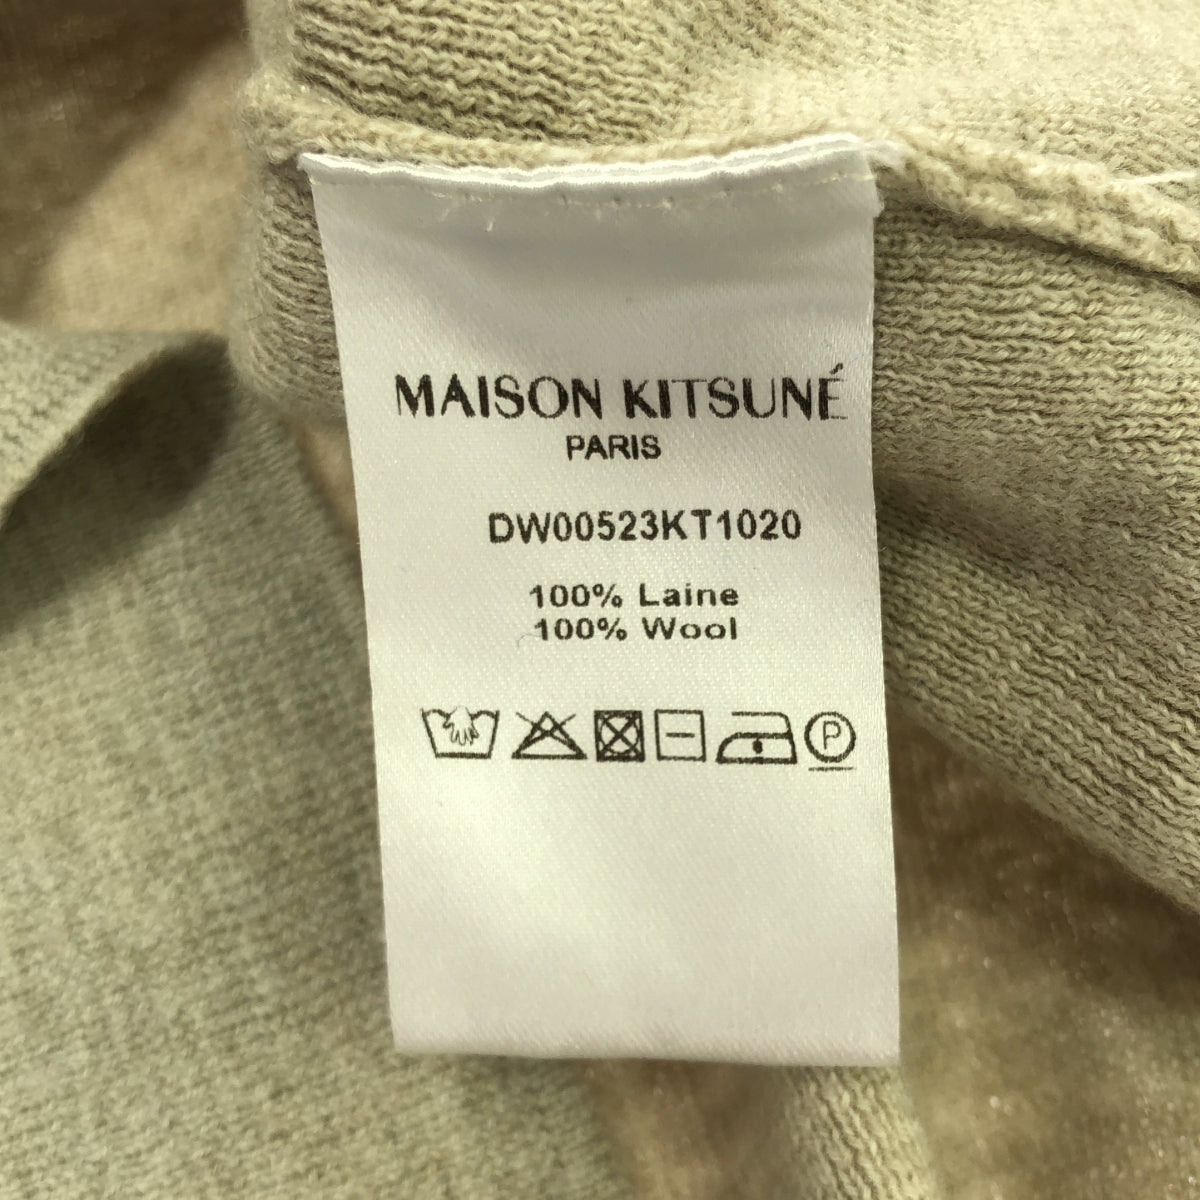 MAISON KITSUNÉ
PARIS
DW00523KT1020
100% Laine
100% Wool
P